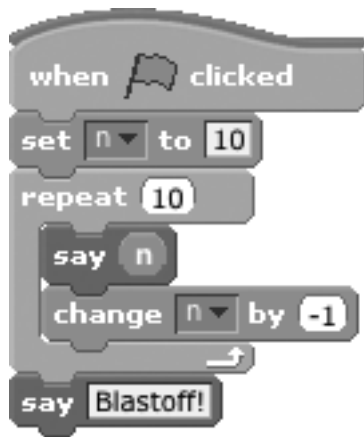 when clicked
set n to 10
repeat 10
say n
change n by -1
say Blastoff!